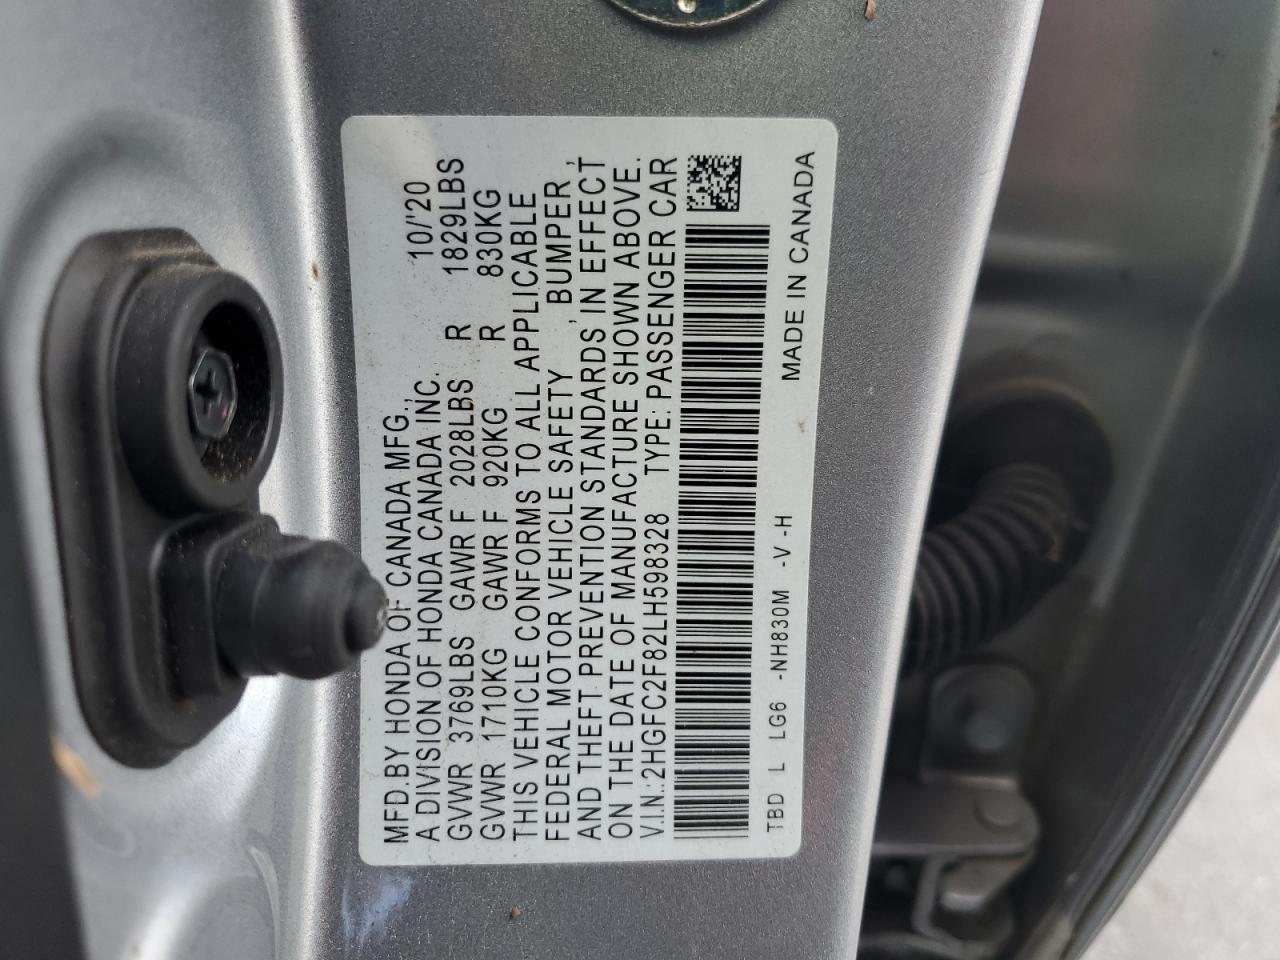 MFD.BY HONDA OF CANADA MFG., 10/'20
A DIVISION OF HONDA CANADA INC.
GVWR 3769LBS GAWR F 2028LBS R 1829LBS
GVWR 1710KG GAWR F 920KG R 830KG
THIS VEHICLE CONFORMS TO ALL APPLICABLE
FEDERAL MOTOR VEHICLE SAFETY , BUMPER ,
AND THEFT PREVENTION STANDARDS IN EFFECT
ON THE DATE OF MANUFACTURE SHOWN ABOVE.
V.I.N.:2HGFC2F82LH598328 TYPE: PASSENGER CAR
TBD L LG6 -NH830M -V -H MADE IN CANADA